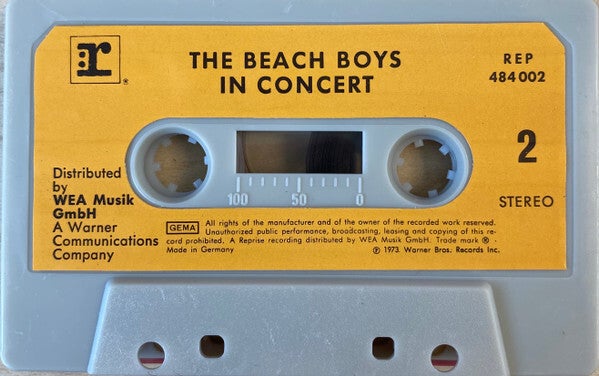 r
®
THE BEACH BOYS
IN CONCERT
REP
484 002
2
STEREO
Distributed
by
WEA Musik
GmbH
A Warner
Communications
Company
100 50 0
GEMA
All rights of the manufacturer and of the owner of the recorded work reserved.
Unauthorized public performance, broadcasting, leasing and copying of this re-
cord prohibited. A Reprise recording distributed by WEA Musik GmbH. Trade mark ® ·
Made in Germany
℗ 1973. Warner Bros. Records Inc.